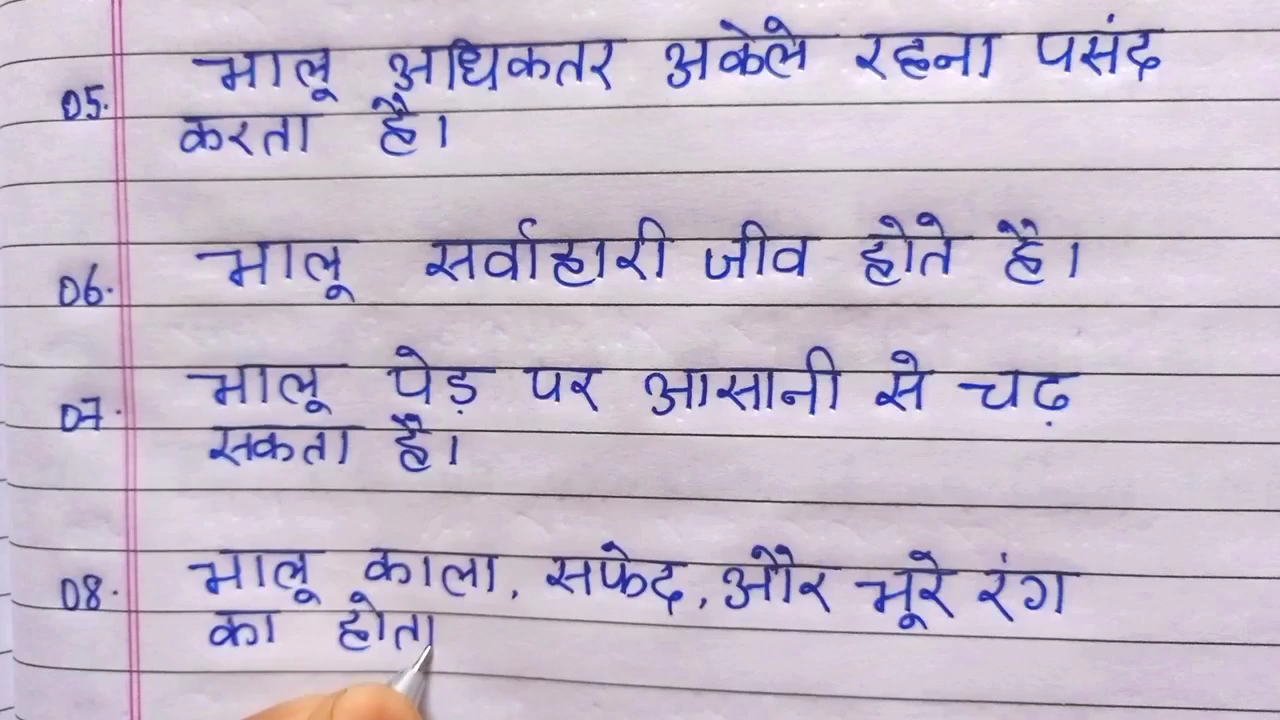 05. भालू अधिकतर अकेले रहना पसंद
करता है।
06. भालू सर्वाहारी जीव होते है।
07. भालू पेड़ पर आसानी से चढ़
सकता है।
08. भालू काला, सफेद, और भूरे रंग
का होता